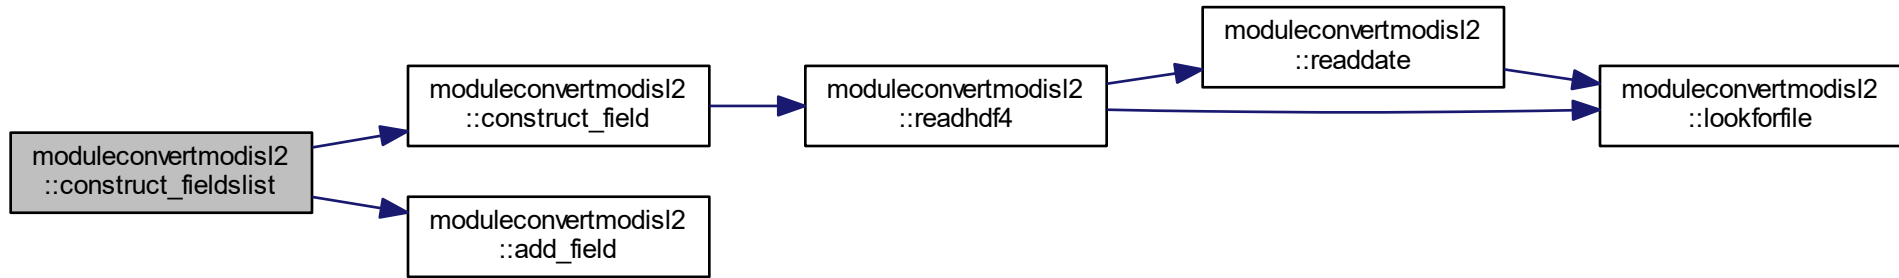 moduleconvertmodisl2
::construct_fieldslist
moduleconvertmodisl2
::construct_field
moduleconvertmodisl2
::add_field
moduleconvertmodisl2
::readhdf4
moduleconvertmodisl2
::readdate
moduleconvertmodisl2
::lookforfile